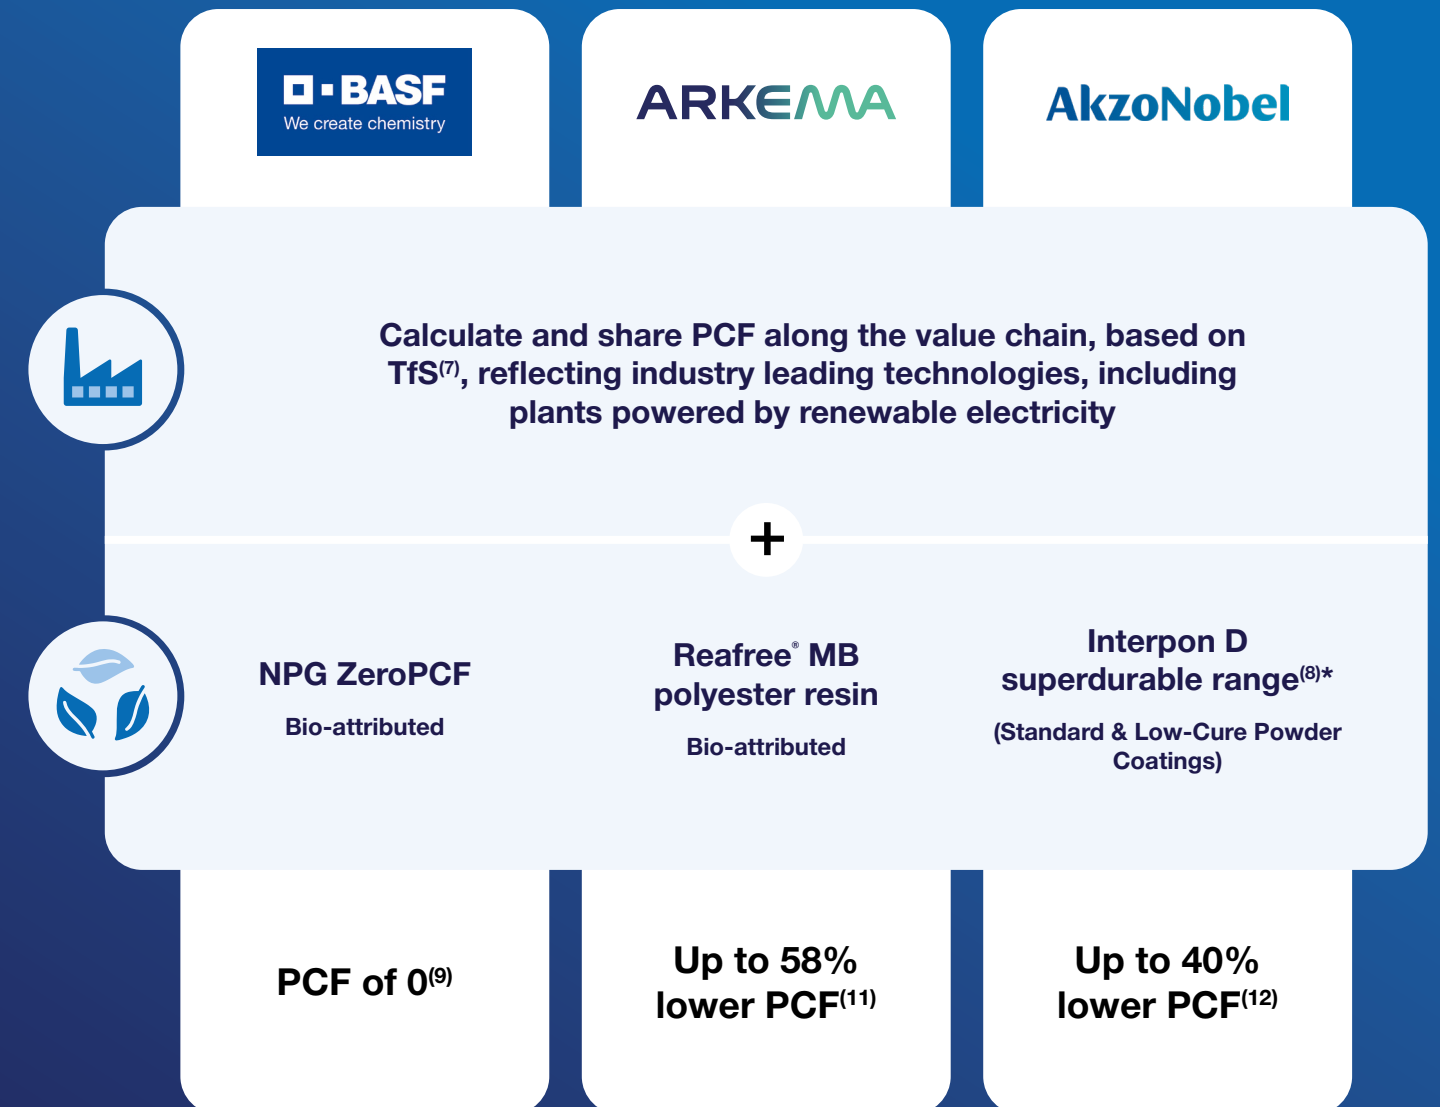 BASF
We create chemistry
ARKEMA
AkzoNobel
Calculate and share PCF along the value chain, based on
TfS(7), reflecting industry leading technologies, including
plants powered by renewable electricity
+
NPG ZeroPCF
Bio-attributed
Reafree® MB
polyester resin
Bio-attributed
Interpon D
superdurable range(8)*
(Standard & Low-Cure Powder
Coatings)
PCF of 0(9)
Up to 58%
lower PCF(11)
Up to 40%
lower PCF(12)